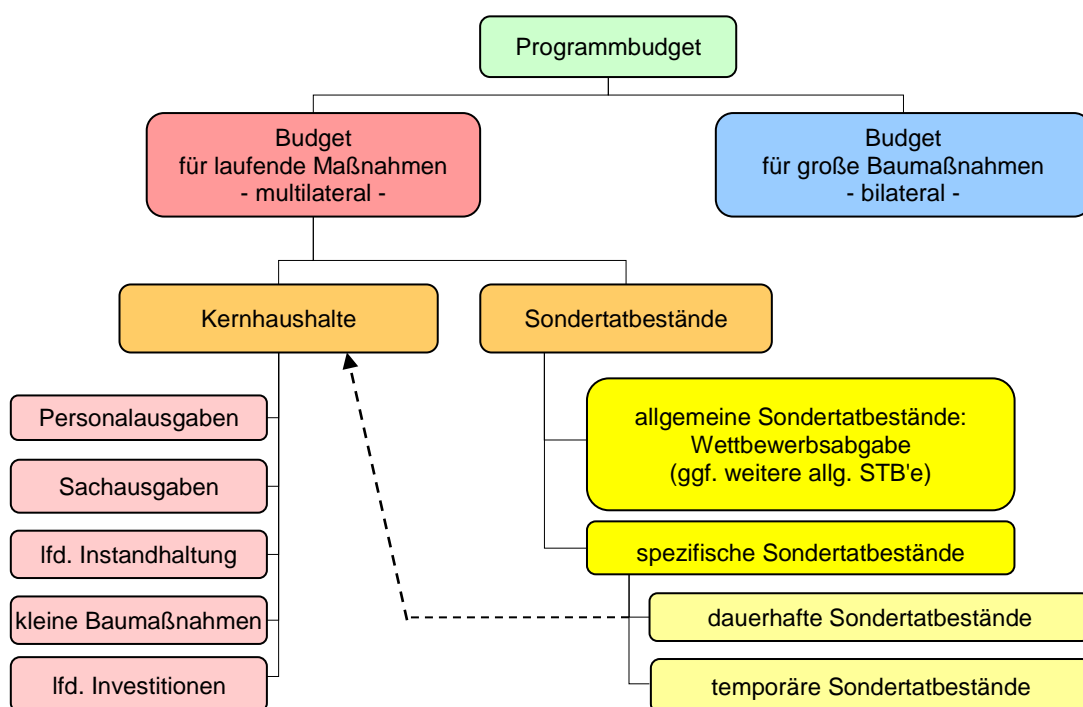 Programmbudget
Budget
für laufende Maßnahmen
- multilateral -
Budget
für große Baumaßnahmen
- bilateral -
Kernhaushalte
Sondertatbestände
Personalausgaben
Sachausgaben
lfd. Instandhaltung
kleine Baumaßnahmen
lfd. Investitionen
allgemeine Sondertatbestände:
Wettbewerbsabgabe
(ggf. weitere allg. STB'e)
spezifische Sondertatbestände
dauerhafte Sondertatbestände
temporäre Sondertatbestände